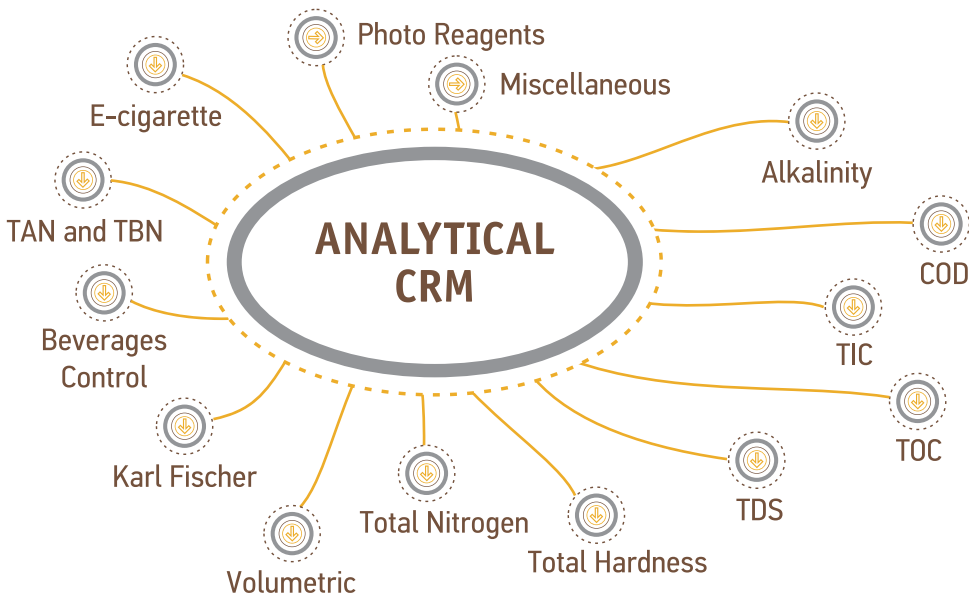 Photo Reagents
Miscellaneous
E-cigarette
Alkalinity
TAN and TBN
ANALYTICAL
CRM
COD
Beverages
Control
TIC
TOC
Karl Fischer
TDS
Total Nitrogen
Total Hardness
Volumetric